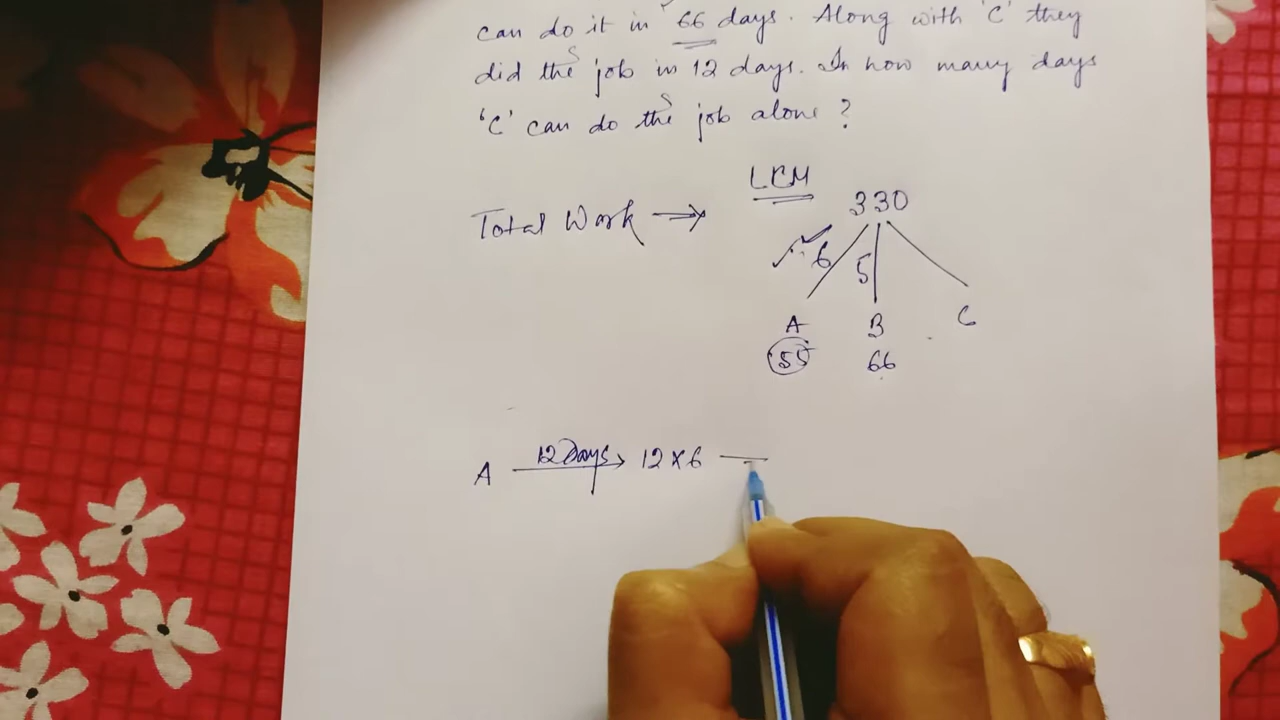 can do it in 66 days. Along with 'C' they
did the job in 12 days. In how many days
'C' can do the job alone?
LCM
Total Work → 330
6 5
A B C
55 66
A 12 Days → 12 × 6 =